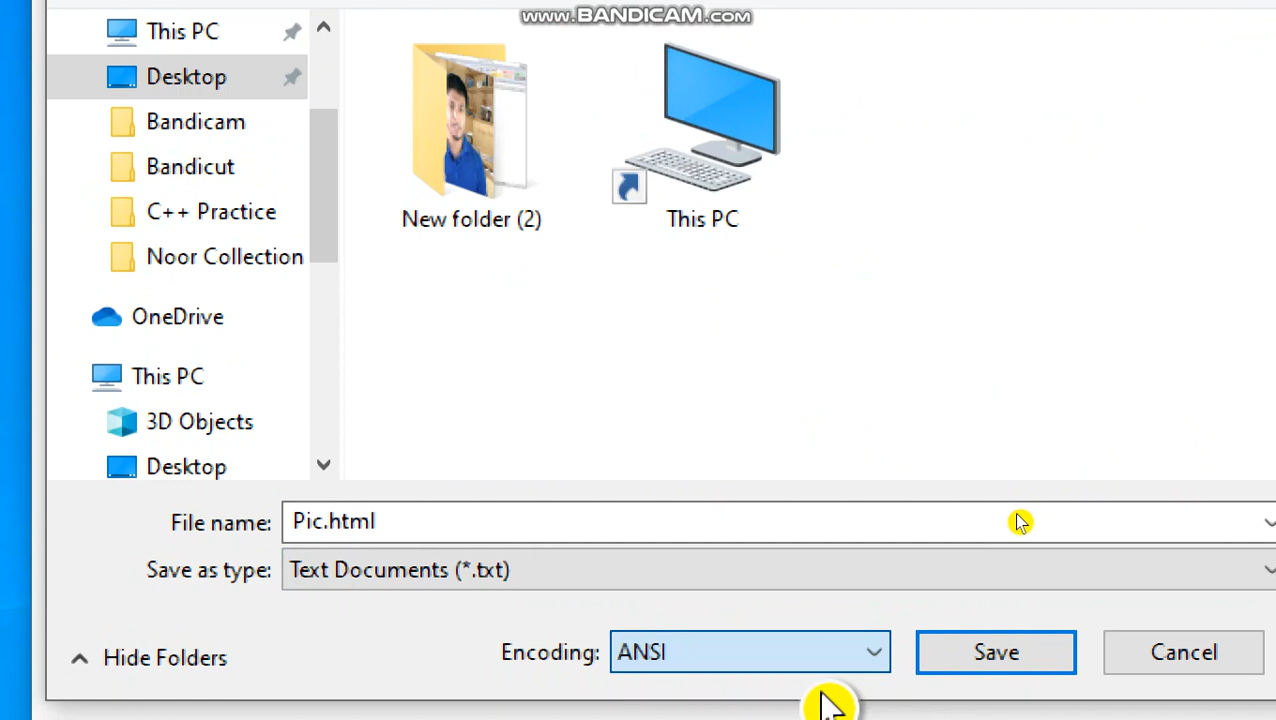 www.BANDICAM.com
This PC
Desktop
Bandicam
Bandicut
C++ Practice
Noor Collection
OneDrive
This PC
3D Objects
Desktop
New folder (2)
This PC
File name: Pic.html
Save as type: Text Documents (*.txt)
Hide Folders
Encoding: ANSI
Save
Cancel